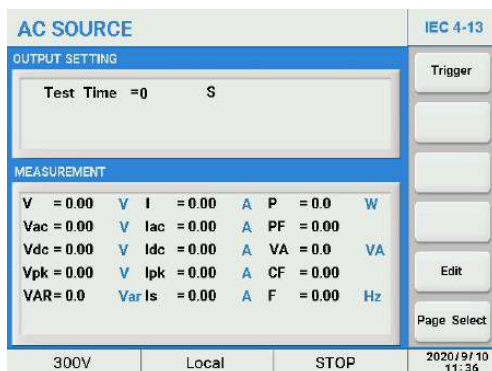 AC SOURCE
IEC 4-13
OUTPUT SETTING
Test Time =0 S
Trigger
MEASUREMENT
V = 0.00 V I = 0.00 A P = 0.0 W
Vac = 0.00 V Iac = 0.00 A PF = 0.00
Vdc = 0.00 V Idc = 0.00 A VA = 0.0 VA
Vpk = 0.00 V Ipk = 0.00 A CF = 0.00
VAR= 0.0 Var Is = 0.00 A F = 0.00 Hz
Edit
Page Select
300V Local STOP
2020/9/10
11:36